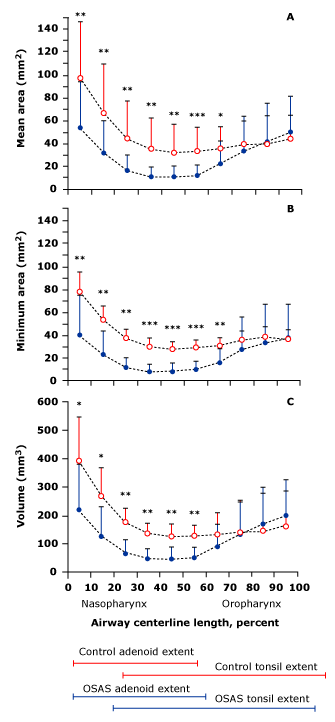 A
Mean area (mm²)
140
120
100
80
60
40
20
0
** ** ** ** ** *** *
B
Minimum area (mm²)
140
120
100
80
60
40
20
0
** ** ** *** *** *** **
C
Volume (mm³)
600
500
400
300
200
100
0
* * ** ** ** **
0 10 20 30 40 50 60 70 80 90 100
Nasopharynx Oropharynx
Airway centerline length, percent
Control adenoid extent
Control tonsil extent
OSAS adenoid extent
OSAS tonsil extent